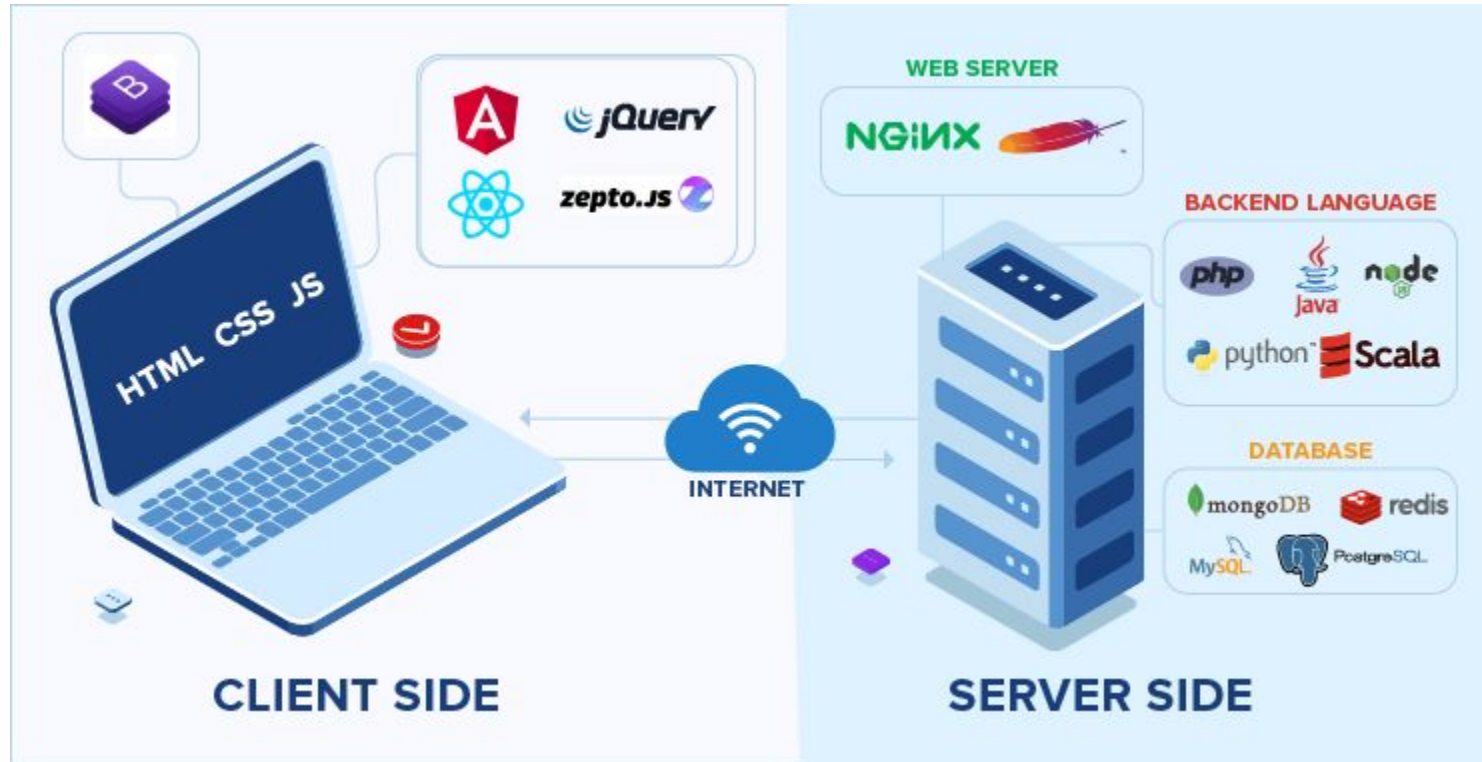 B
A
jQuery
zepto.JS
HTML CSS JS
INTERNET
CLIENT SIDE
WEB SERVER
NGiNX
BACKEND LANGUAGE
php
Java
node
JS
python
Scala
DATABASE
mongoDB
redis
MySQL
PostgreSQL
SERVER SIDE